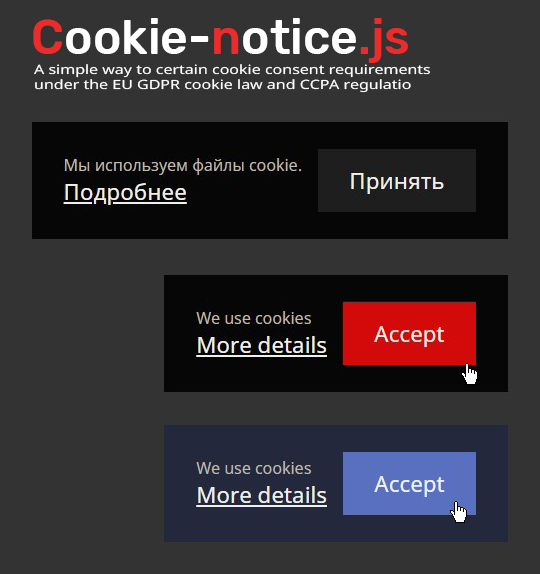 Cookie-notice.js
A simple way to certain cookie consent requirements
under the EU GDPR cookie law and CCPA regulatio
Мы используем файлы cookie.
Подробнее
Принять
We use cookies
More details
Accept
We use cookies
More details
Accept